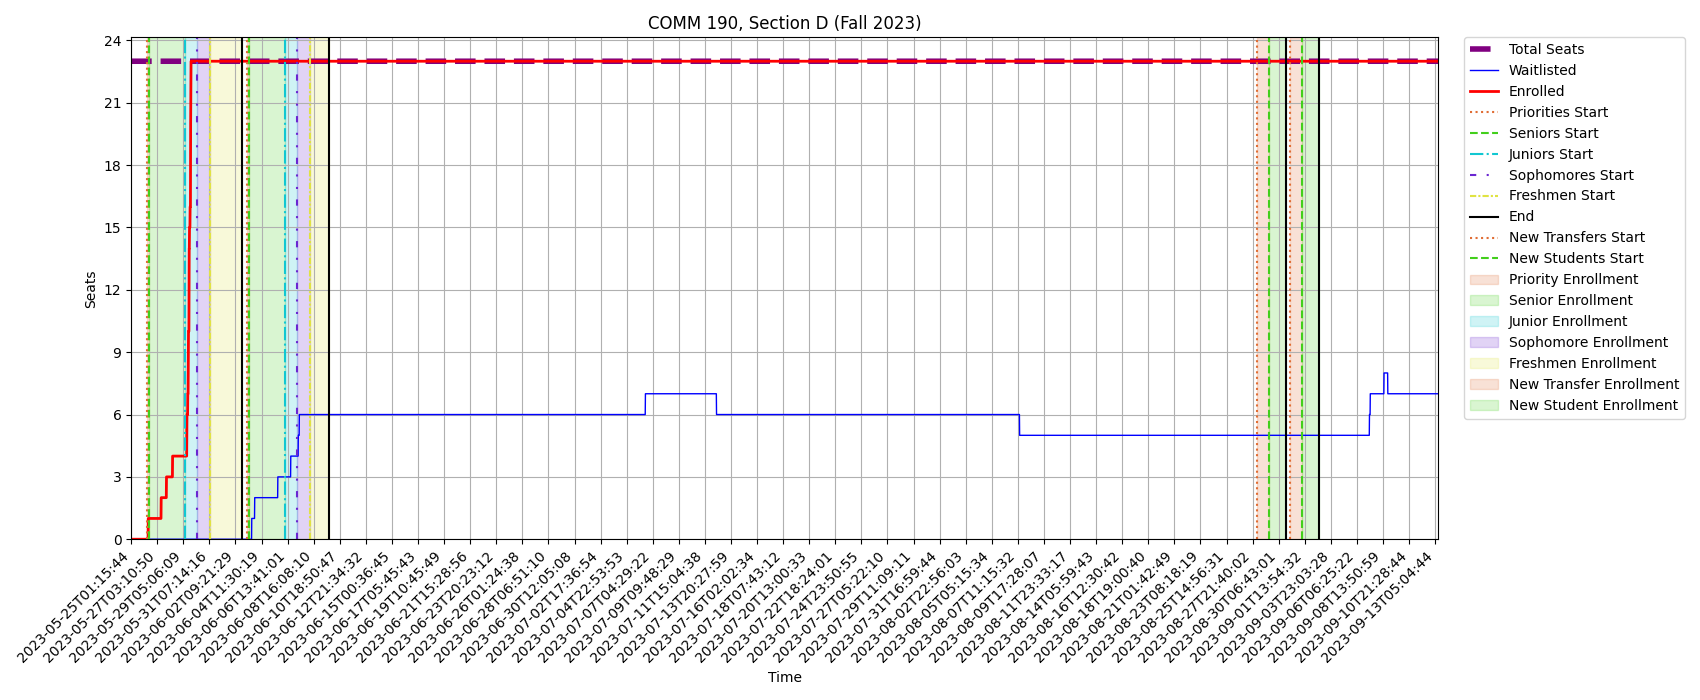 COMM 190, Section D (Fall 2023)
24
21
18
15
12
9
6
3
0
Seats
2023-05-25T01:15:44
2023-05-27T03:10:50
2023-05-29T05:06:09
2023-05-31T07:14:16
2023-06-02T09:21:29
2023-06-04T11:30:19
2023-06-06T13:41:01
2023-06-08T16:08:10
2023-06-10T18:50:47
2023-06-12T21:34:32
2023-06-15T00:36:45
2023-06-17T05:45:43
2023-06-19T10:45:49
2023-06-21T15:28:56
2023-06-23T20:23:12
2023-06-26T01:24:38
2023-06-28T06:51:10
2023-06-30T12:05:08
2023-07-02T17:36:54
2023-07-04T22:53:53
2023-07-07T04:29:22
2023-07-09T09:48:29
2023-07-11T15:04:38
2023-07-13T20:27:59
2023-07-16T02:02:34
2023-07-18T07:43:12
2023-07-20T13:00:33
2023-07-22T18:24:01
2023-07-24T23:50:55
2023-07-27T05:22:10
2023-07-29T11:09:11
2023-07-31T16:59:44
2023-08-02T22:56:03
2023-08-05T05:15:34
2023-08-07T11:15:32
2023-08-09T17:28:07
2023-08-11T23:33:17
2023-08-14T05:59:43
2023-08-16T12:30:42
2023-08-18T19:00:40
2023-08-21T01:42:49
2023-08-23T08:18:19
2023-08-25T14:56:31
2023-08-27T21:40:02
2023-08-30T06:43:01
2023-09-01T13:54:32
2023-09-03T23:03:28
2023-09-06T06:25:22
2023-09-08T13:50:59
2023-09-10T21:28:44
2023-09-13T05:04:44
Time
Total Seats
Waitlisted
Enrolled
Priorities Start
Seniors Start
Juniors Start
Sophomores Start
Freshmen Start
End
New Transfers Start
New Students Start
Priority Enrollment
Senior Enrollment
Junior Enrollment
Sophomore Enrollment
Freshmen Enrollment
New Transfer Enrollment
New Student Enrollment